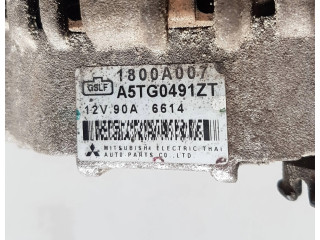 1800A007
GSLF A5TG0491ZT
12V 90A 6614
MITSUBISHI ELECTRIC THAI
AUTO PARTS CO., LTD